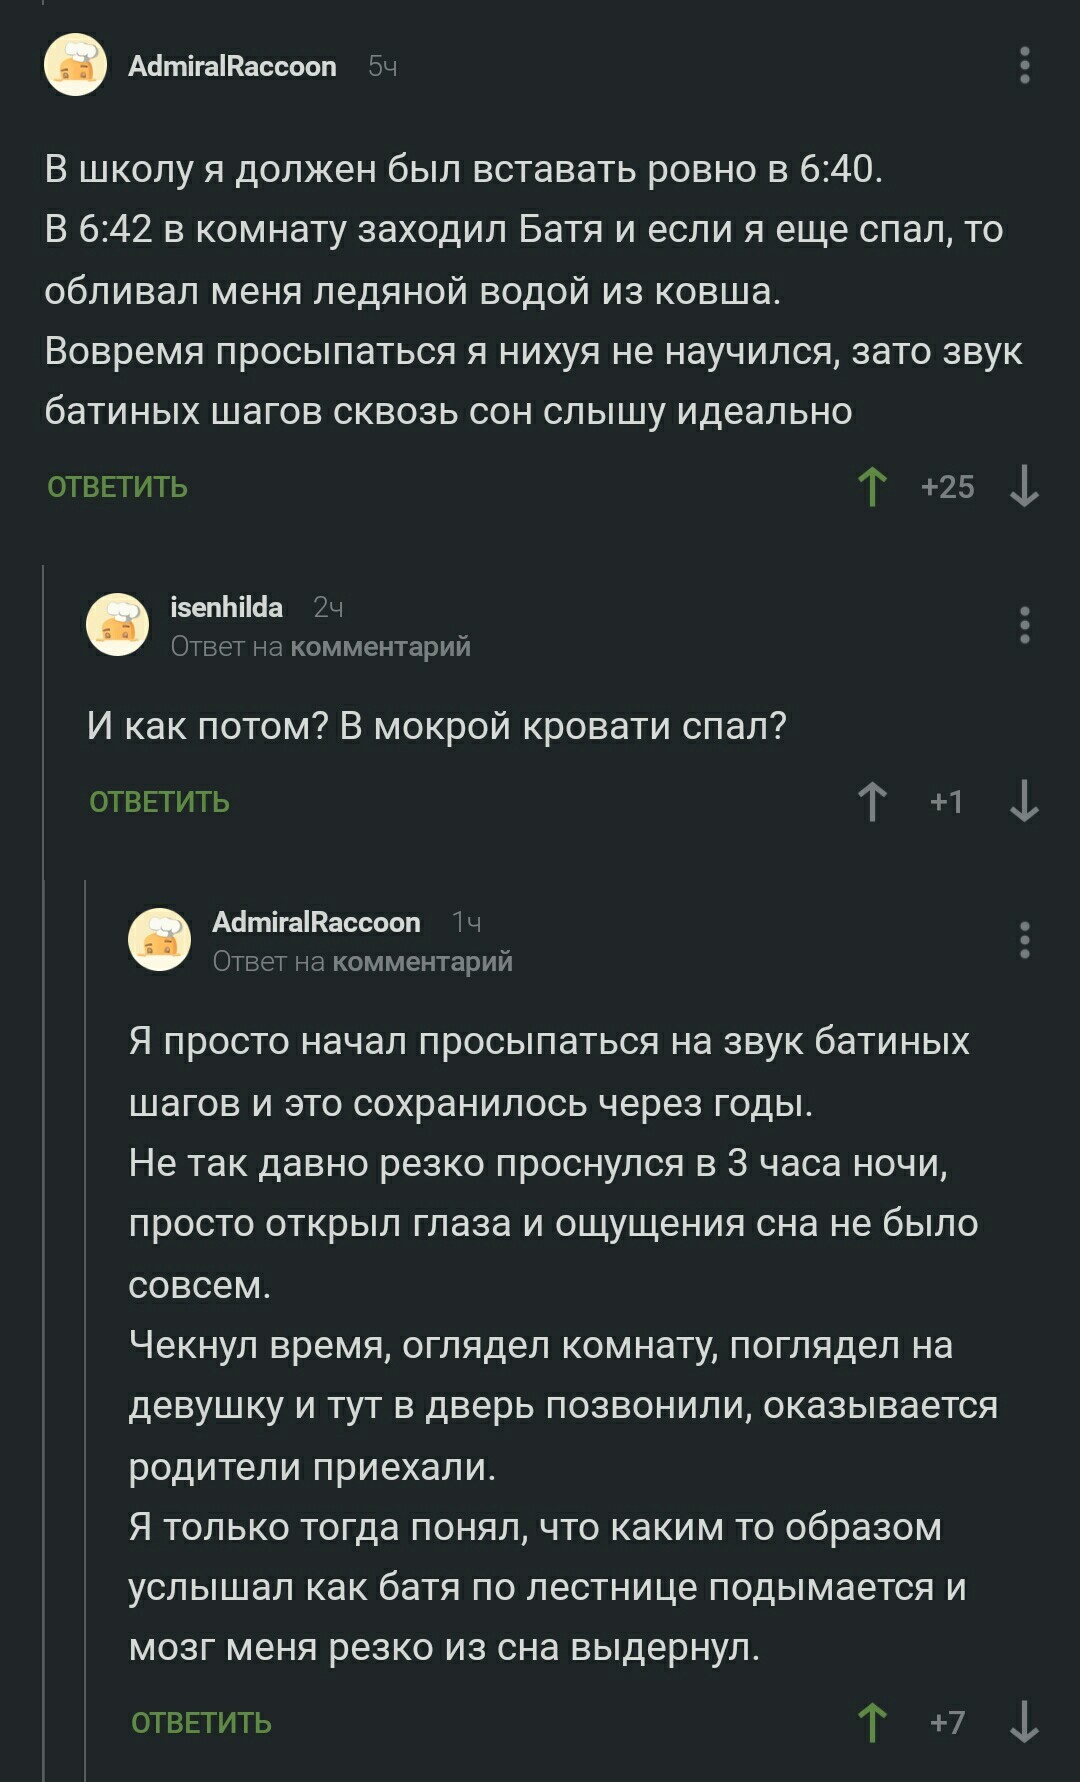 AdmiralRaccoon 5ч
В школу я должен был вставать ровно в 6:40.
В 6:42 в комнату заходил Батя и если я еще спал, то
обливал меня ледяной водой из ковша.
Вовремя просыпаться я нихуя не научился, зато звук
батиных шагов сквозь сон слышу идеально
ОТВЕТИТЬ +25
isenhilda 2ч
Ответ на комментарий
И как потом? В мокрой кровати спал?
ОТВЕТИТЬ +1
AdmiralRaccoon 1ч
Ответ на комментарий
Я просто начал просыпаться на звук батиных
шагов и это сохранилось через годы.
Не так давно резко проснулся в 3 часа ночи,
просто открыл глаза и ощущения сна не было
совсем.
Чекнул время, оглядел комнату, поглядел на
девушку и тут в дверь позвонили, оказывается
родители приехали.
Я только тогда понял, что каким то образом
услышал как батя по лестнице подымается и
мозг меня резко из сна выдернул.
ОТВЕТИТЬ +7